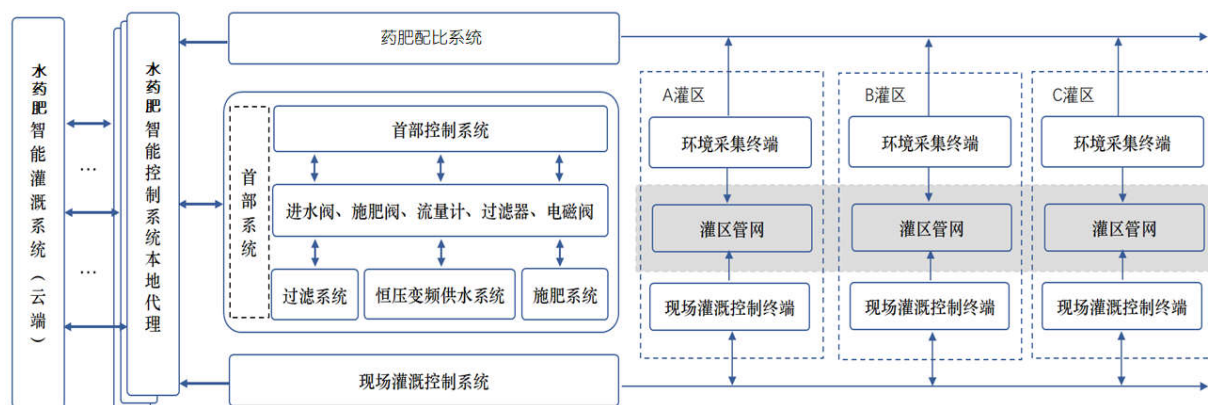 水药肥智能灌溉系统（云端）
…
…
水药肥智能控制系统本地代理
药肥配比系统
首部系统
首部控制系统
进水阀、施肥阀、流量计、过滤器、电磁阀
过滤系统
恒压变频供水系统
施肥系统
现场灌溉控制系统
A灌区
环境采集终端
灌区管网
现场灌溉控制终端
B灌区
环境采集终端
灌区管网
现场灌溉控制终端
C灌区
环境采集终端
灌区管网
现场灌溉控制终端